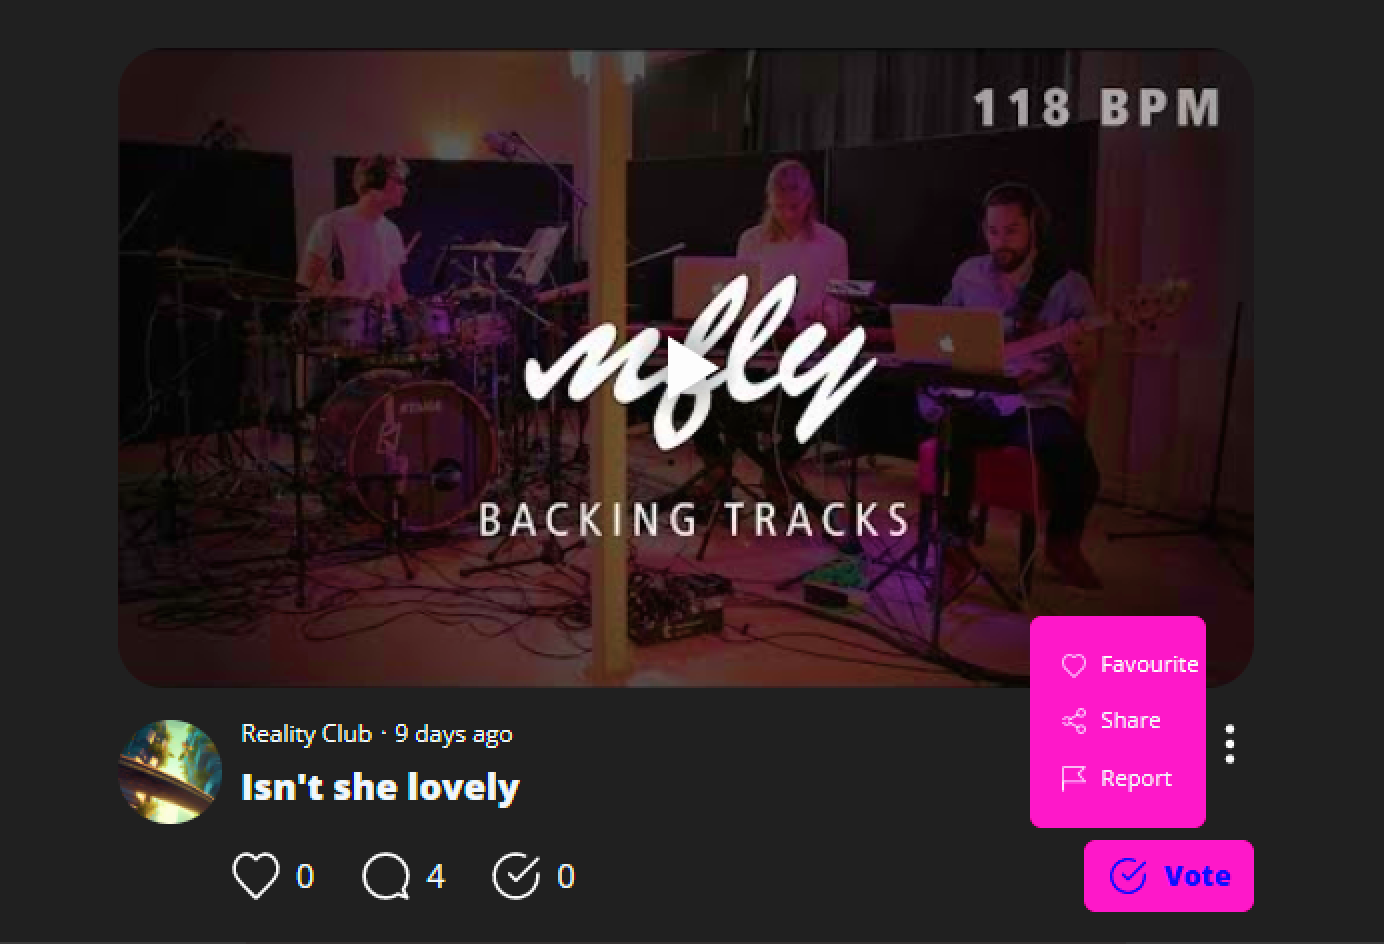 118 BPM
mfly
BACKING TRACKS
Favourite
Share
Report
Reality Club · 9 days ago
Isn't she lovely
0 4 0
Vote